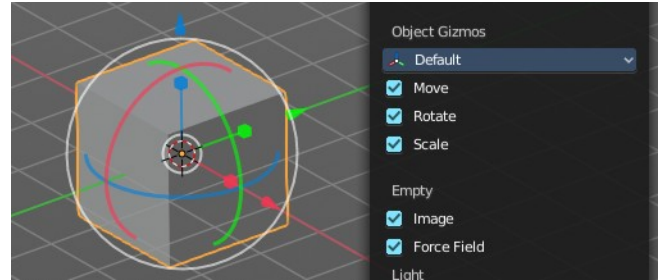 Object Gizmos
Default
Move
Rotate
Scale
Empty
Image
Force Field
Light